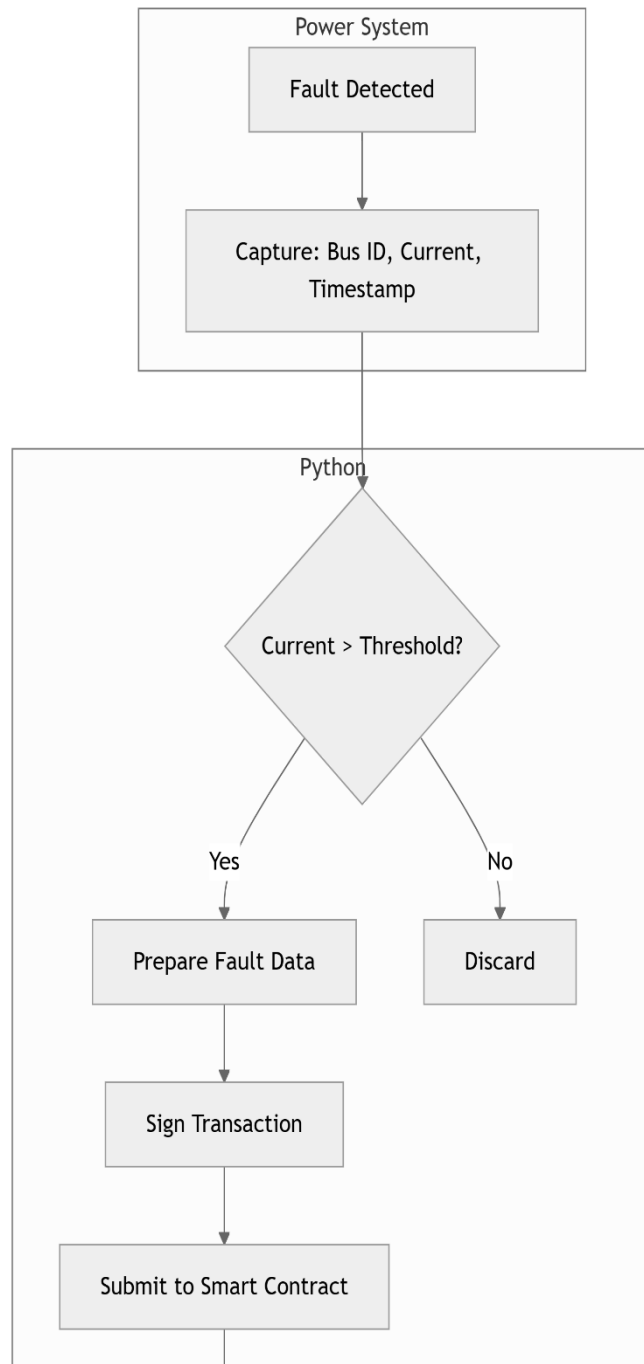 Power System
Fault Detected
Capture: Bus ID, Current,
Timestamp
Python
Current > Threshold?
Yes
No
Prepare Fault Data
Discard
Sign Transaction
Submit to Smart Contract